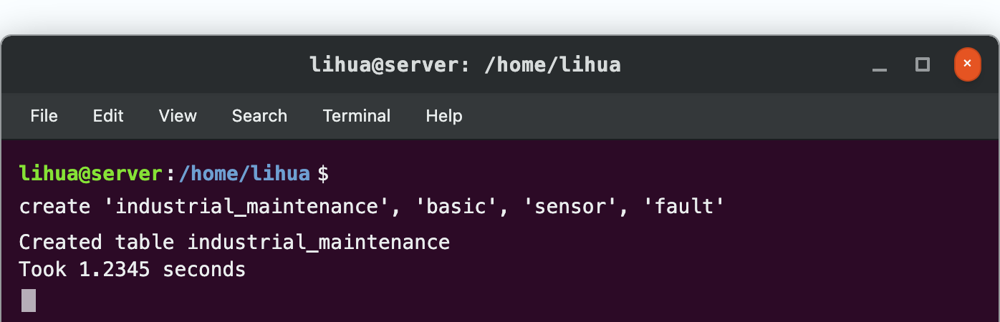 lihua@server: /home/lihua
×
File Edit View Search Terminal Help
lihua@server:/home/lihua $
create 'industrial_maintenance', 'basic', 'sensor', 'fault'
Created table industrial_maintenance
Took 1.2345 seconds